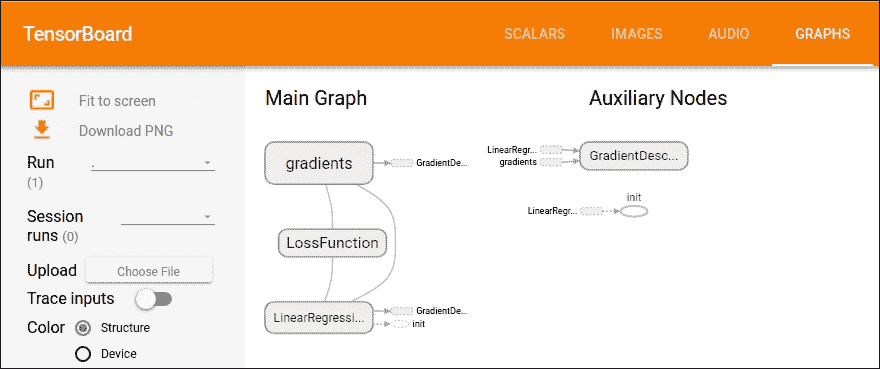 TensorBoard
SCALARS
IMAGES
AUDIO
GRAPHS
Fit to screen
Download PNG
Run
(1)
.
Session
runs (0)
Upload
Choose File
Trace inputs
Color
Structure
Device
Main Graph
gradients
GradientDe...
LossFunction
LinearRegressi...
GradientDe...
init
Auxiliary Nodes
LinearRegr...
gradients
GradientDesc...
init
LinearRegr...